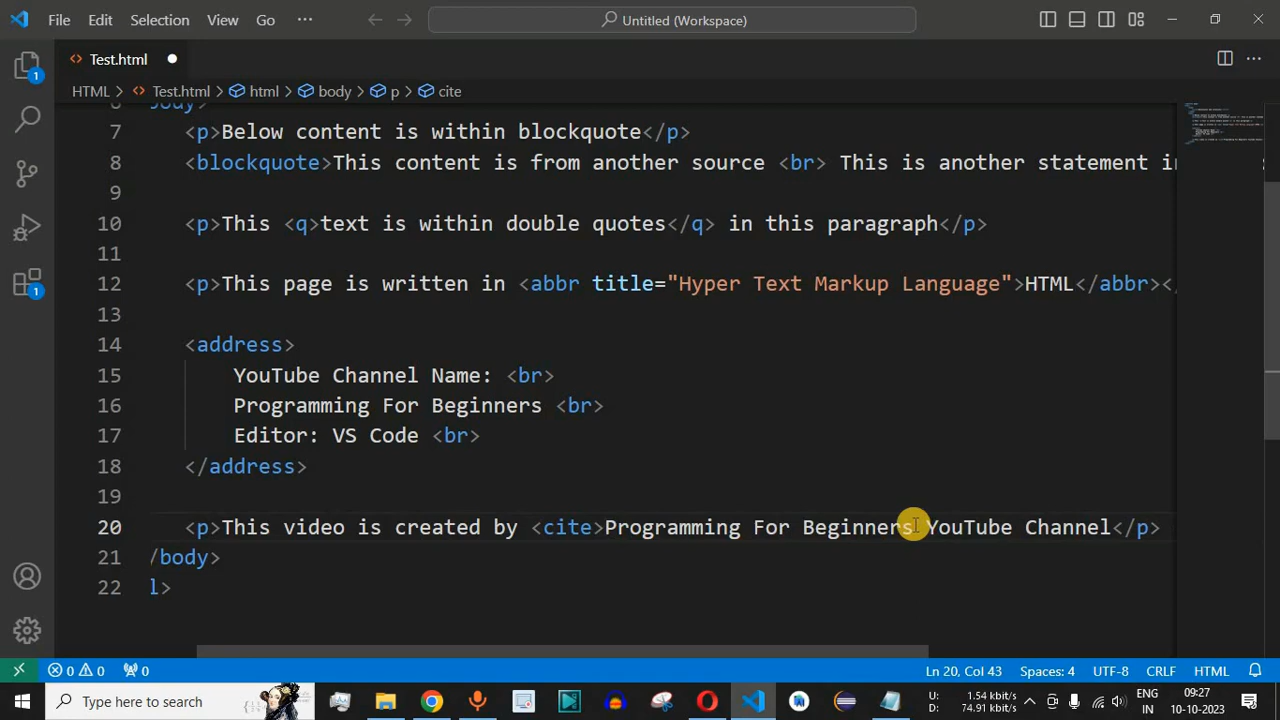 File Edit Selection View Go ··· Untitled (Workspace)
Test.html
HTML > Test.html > html > body > p > cite
6 body>
7 <p>Below content is within blockquote</p>
8 <blockquote>This content is from another source <br> This is another statement in
9
10 <p>This <q>text is within double quotes</q> in this paragraph</p>
11
12 <p>This page is written in <abbr title="Hyper Text Markup Language">HTML</abbr></
13
14 <address>
15 YouTube Channel Name: <br>
16 Programming For Beginners <br>
17 Editor: VS Code <br>
18 </address>
19
20 <p>This video is created by <cite>Programming For Beginners YouTube Channel</p>
21 /body>
22 l>
1
1
0 0 0 Ln 20, Col 43 Spaces: 4 UTF-8 CRLF HTML
Type here to search U: 1.54 kbit/s D: 74.91 kbit/s ENG IN 09:27 10-10-2023